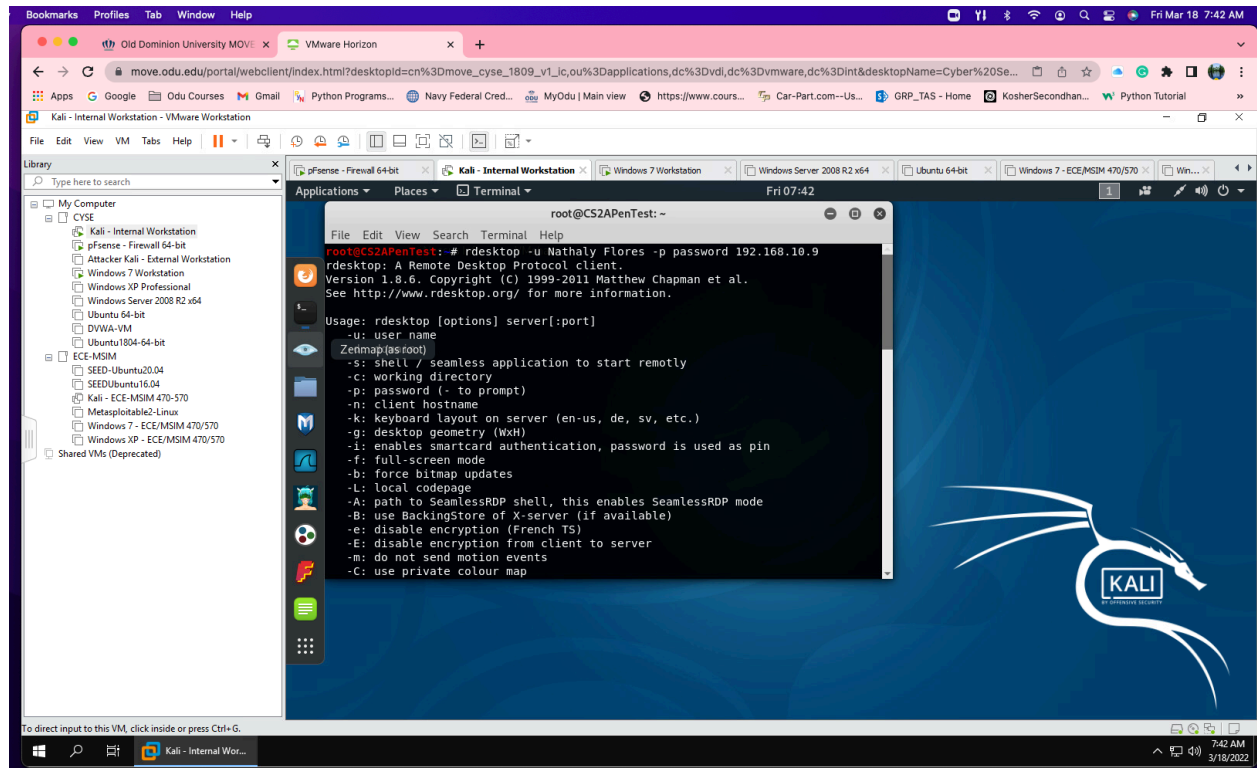 Bookmarks Profiles Tab Window Help
Fri Mar 18 7:42 AM
Old Dominion University MOVE
VMware Horizon
move.odu.edu/portal/webclient/index.html?desktopId=cn%3Dmove_cyse_1809_v1_ic,ou%3Dapplications,dc%3Dvdi,dc%3Dvmware,dc%3Dint&desktopName=Cyber%20Se...
Apps Google Odu Courses Gmail Python Programs... Navy Federal Cred... MyOdu | Main view https://www.cour... Car-Part.com--Us... GRP_TAS - Home KosherSecondhan... Python Tutorial »
Kali - Internal Workstation - VMware Workstation
File Edit View VM Tabs Help
Library
Type here to search
My Computer
CYSE
Kali - Internal Workstation
pFsense - Firewall 64-bit
Attacker Kali - External Workstation
Windows 7 Workstation
Windows XP Professional
Windows Server 2008 R2 x64
Ubuntu 64-bit
DVWA-VM
Ubuntu1804-64-bit
ECE-MSIM
SEED-Ubuntu20.04
SEEDUbuntu16.04
Kali - ECE-MSIM 470-570
Metasploitable2-Linux
Windows 7 - ECE/MSIM 470/570
Windows XP - ECE/MSIM 470/570
Shared VMs (Deprecated)
pFsense - Firewall 64-bit Kali - Internal Workstation Windows 7 Workstation Windows Server 2008 R2 x64 Ubuntu 64-bit Windows 7 - ECE/MSIM 470/570 Win...
Applications Places Terminal Fri 07:42 1
root@CS2APenTest: ~
File Edit View Search Terminal Help
root@CS2APenTest:~# rdesktop -u Nathaly Flores -p password 192.168.10.9
rdesktop: A Remote Desktop Protocol client.
Version 1.8.6. Copyright (C) 1999-2011 Matthew Chapman et al.
See http://www.rdesktop.org/ for more information.
Usage: rdesktop [options] server[:port]
-u: user name
Zenmap (as root)
-s: shell / seamless application to start remotly
-c: working directory
-p: password (- to prompt)
-n: client hostname
-k: keyboard layout on server (en-us, de, sv, etc.)
-g: desktop geometry (WxH)
-i: enables smartcard authentication, password is used as pin
-f: full-screen mode
-b: force bitmap updates
-L: local codepage
-A: path to SeamlessRDP shell, this enables SeamlessRDP mode
-B: use BackingStore of X-server (if available)
-e: disable encryption (French TS)
-E: disable encryption from client to server
-m: do not send motion events
-C: use private colour map
KALI
BY OFFENSIVE SECURITY
To direct input to this VM, click inside or press Ctrl+G.
Kali - Internal Wor...
7:42 AM
3/18/2022